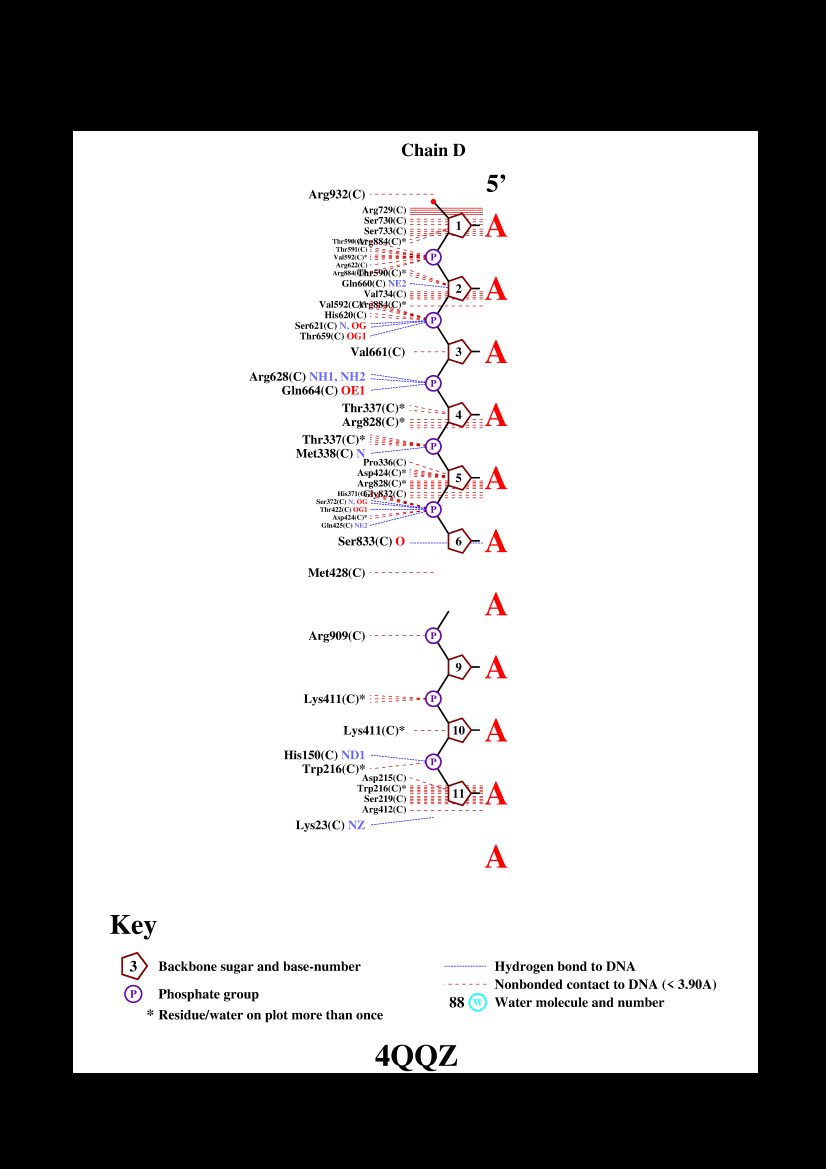 Chain D
5’
Arg932(C)
Arg729(C)
Ser730(C)
Ser733(C)
1 A
Arg884(C)*
Thr591(C)
Val592(C)*
P
Arg622(C)
Thr590(C)*
Gln660(C) NE2
2 A
Val734(C)
Arg884(C)*
His620(C)
P
Ser621(C) N, OG
Thr659(C) OG1
Val661(C) 3 A
Arg628(C) NH1, NH2
P
Gln664(C) OE1
Thr337(C)*
4 A
Arg828(C)*
Thr337(C)*
P
Met338(C) N
Pro336(C)
Asp424(C)*
5 A
Arg828(C)*
Gly832(C)
Ser372(C) N, OG
Thr422(C) OG1
P
Asp424(C)*
Gln425(C) NE2
Ser833(C) O 6 A
Met428(C)
A
Arg909(C) P
9 A
Lys411(C)* P
Lys411(C)* 10 A
His150(C) ND1
P
Trp216(C)*
Asp215(C)
Trp216(C)*
11 A
Ser219(C)
Arg412(C)
Lys23(C) NZ
A
Key
3 Backbone sugar and base-number
P Phosphate group
* Residue/water on plot more than once
Hydrogen bond to DNA
Nonbonded contact to DNA (< 3.90A)
88 W Water molecule and number
4QQZ